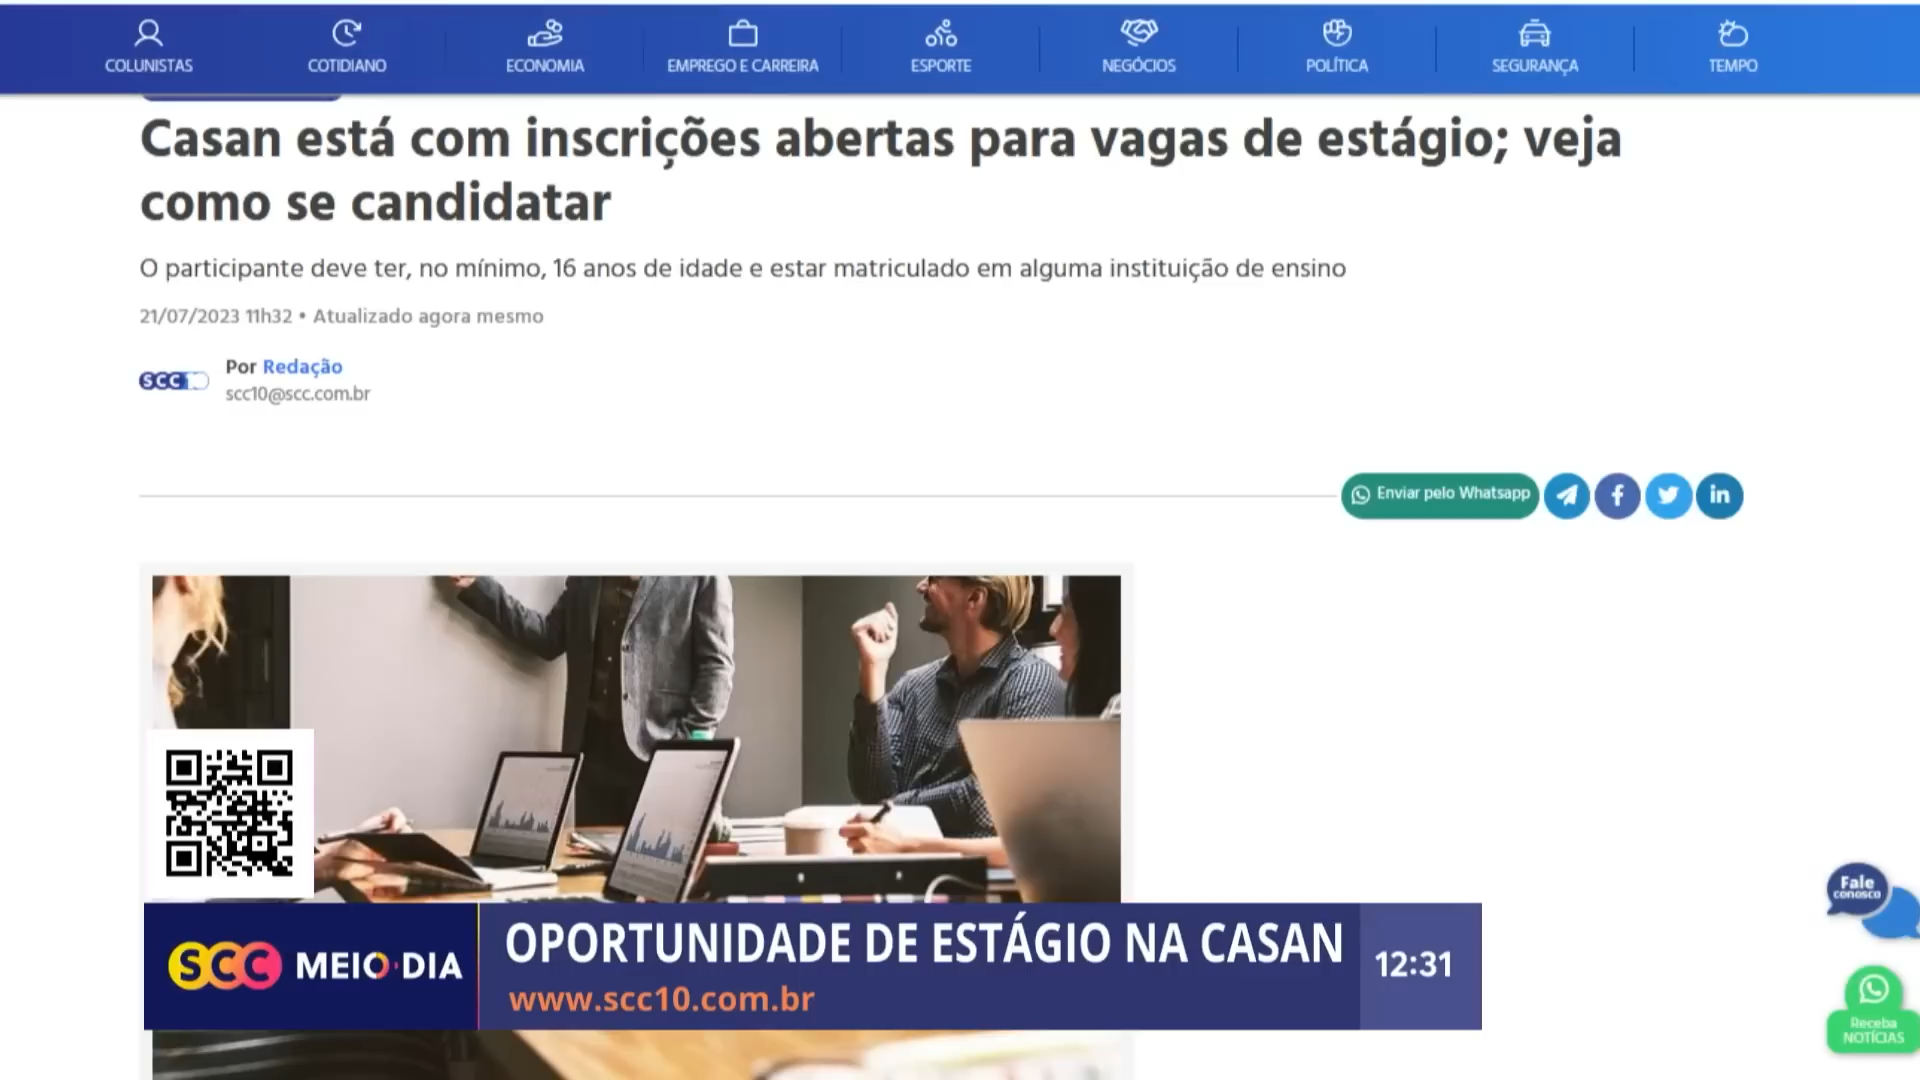 COLUNISTAS
COTIDIANO
ECONOMIA
EMPREGO E CARREIRA
ESPORTE
NEGÓCIOS
POLÍTICA
SEGURANÇA
TEMPO
Casan está com inscrições abertas para vagas de estágio; veja
como se candidatar
O participante deve ter, no mínimo, 16 anos de idade e estar matriculado em alguma instituição de ensino
21/07/2023 11h32 • Atualizado agora mesmo
SCC10
Por Redação
scc10@scc.com.br
Enviar pelo Whatsapp
Fale
conosco
SCC MEIO-DIA
OPORTUNIDADE DE ESTÁGIO NA CASAN
12:31
www.scc10.com.br
Receba
NOTÍCIAS